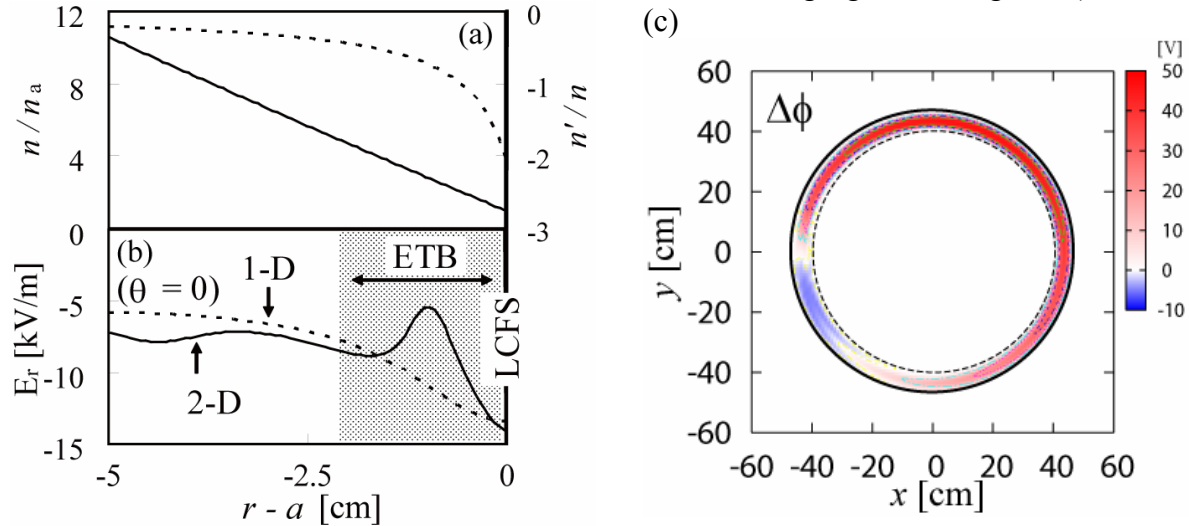 12
8
4
0
n / nₐ
(a)
0
-1
-2
-3
n' / n
(b)
(θ = 0)
1-D
2-D
ETB
LCFS
-5
-10
-15
Eᵣ [kV/m]
-5
-2.5
0
r - a [cm]
(c)
Δϕ
[V]
50
40
30
20
10
0
-10
60
40
20
0
-20
-40
-60
y [cm]
-60 -40 -20 0 20 40 60
x [cm]